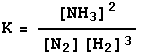 K = [NH3]²
[N2][H2]³